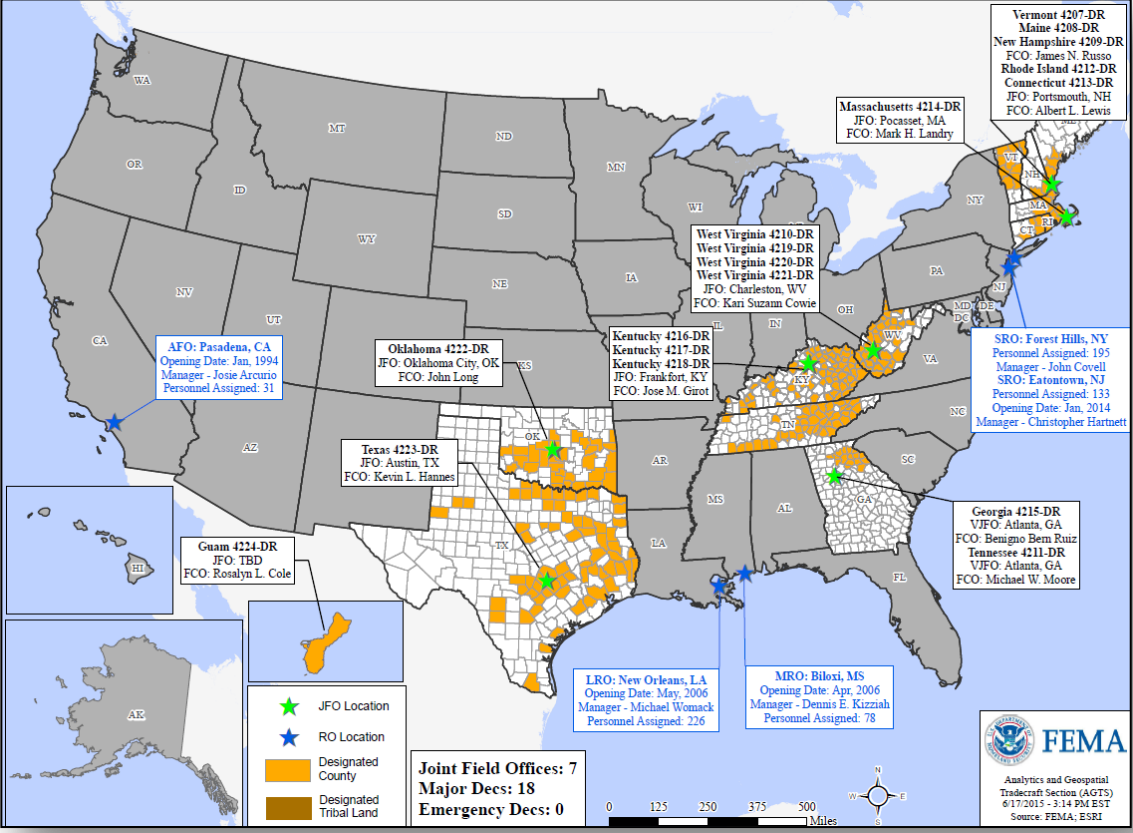 Vermont 4207-DR
Maine 4208-DR
New Hampshire 4209-DR
FCO: James N. Russo
Rhode Island 4212-DR
Connecticut 4213-DR
JFO: Portsmouth, NH
FCO: Albert L. Lewis
Massachusetts 4214-DR
JFO: Pocasset, MA
FCO: Mark H. Landry
West Virginia 4210-DR
West Virginia 4219-DR
West Virginia 4220-DR
West Virginia 4221-DR
JFO: Charleston, WV
FCO: Kari Suzann Cowie
Kentucky 4216-DR
Kentucky 4217-DR
Kentucky 4218-DR
JFO: Frankfort, KY
FCO: Jose M. Girot
AFO: Pasadena, CA
Opening Date: Jan, 1994
Manager - Josie Arcurio
Personnel Assigned: 31
Oklahoma 4222-DR
JFO: Oklahoma City, OK
FCO: John Long
SRO: Forest Hills, NY
Personnel Assigned: 195
Manager - John Covell
SRO: Eatontown, NJ
Personnel Assigned: 133
Opening Date: Jan, 2014
Manager - Christopher Hartnett
Texas 4223-DR
JFO: Austin, TX
FCO: Kevin L. Hannes
Georgia 4215-DR
VJFO: Atlanta, GA
FCO: Benigno Bern Ruiz
Tennessee 4211-DR
VJFO: Atlanta, GA
FCO: Michael W. Moore
Guam 4224-DR
JFO: TBD
FCO: Rosalyn L. Cole
LRO: New Orleans, LA
Opening Date: May, 2006
Manager - Michael Womack
Personnel Assigned: 226
MRO: Biloxi, MS
Opening Date: Apr, 2006
Manager - Dennis E. Kizziah
Personnel Assigned: 78
WA
MT
ND
MN
OR
ID
SD
WI
WY
NY
VT
NH
MA
RI
CT
IA
NE
PA
NV
UT
IL
IN
OH
NJ
MD
DE
DC
CA
KS
WV
VA
KY
NC
TN
AZ
OK
AR
SC
MS
AL
GA
TX
LA
FL
HI
AK
JFO Location
RO Location
Designated
County
Designated
Tribal Land
Joint Field Offices: 7
Major Decs: 18
Emergency Decs: 0
0 125 250 375 500
Miles
N
W
E
S
FEMA
Analytics and Geospatial
Tradecraft Section (AGTS)
6/17/2015 - 3:14 PM EST
Source: FEMA; ESRI